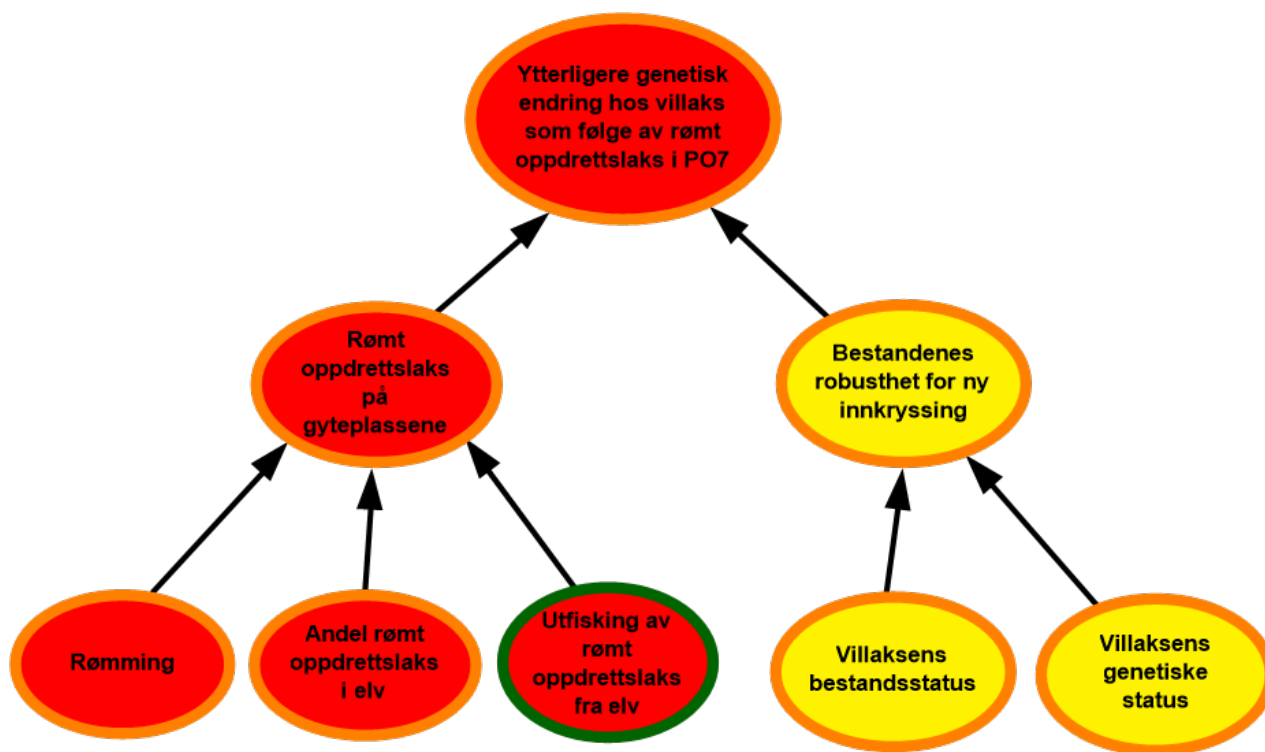 Ytterligere genetisk
endring hos villaks
som følge av rømt
oppdrettslaks i PO7
Rømt
oppdrettslaks
på
gyteplassene
Bestandenes
robusthet for ny
innkryssing
Rømming
Andel rømt
oppdrettslaks
i elv
Utfisking av
rømt
oppdrettslaks
fra elv
Villaksens
bestandsstatus
Villaksens
genetiske
status